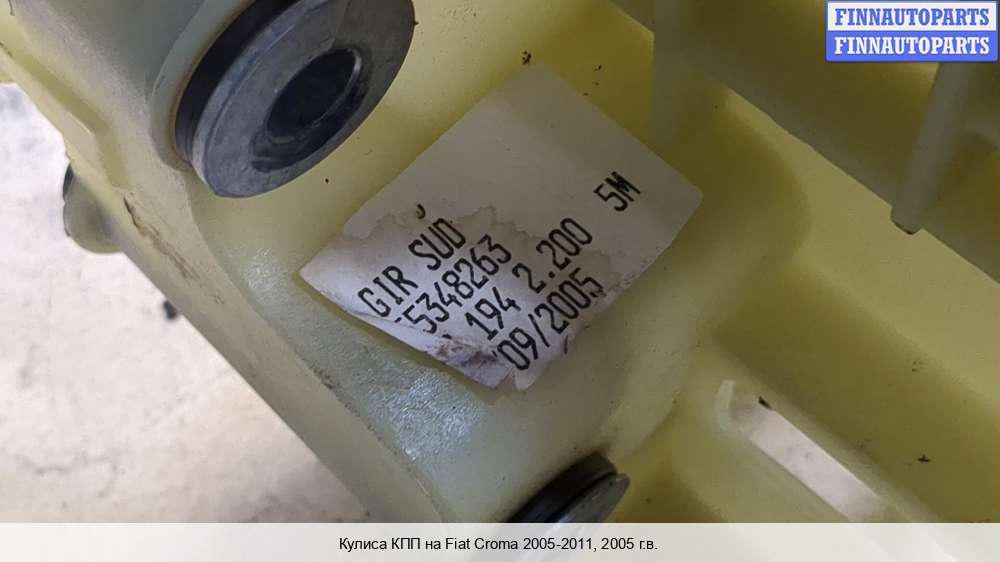 FINNAUTOPARTS
FINNAUTOPARTS
GIR SUD
5348263
194 2.200 5M
09/2005
Кулиса КПП на Fiat Croma 2005-2011, 2005 г.в.